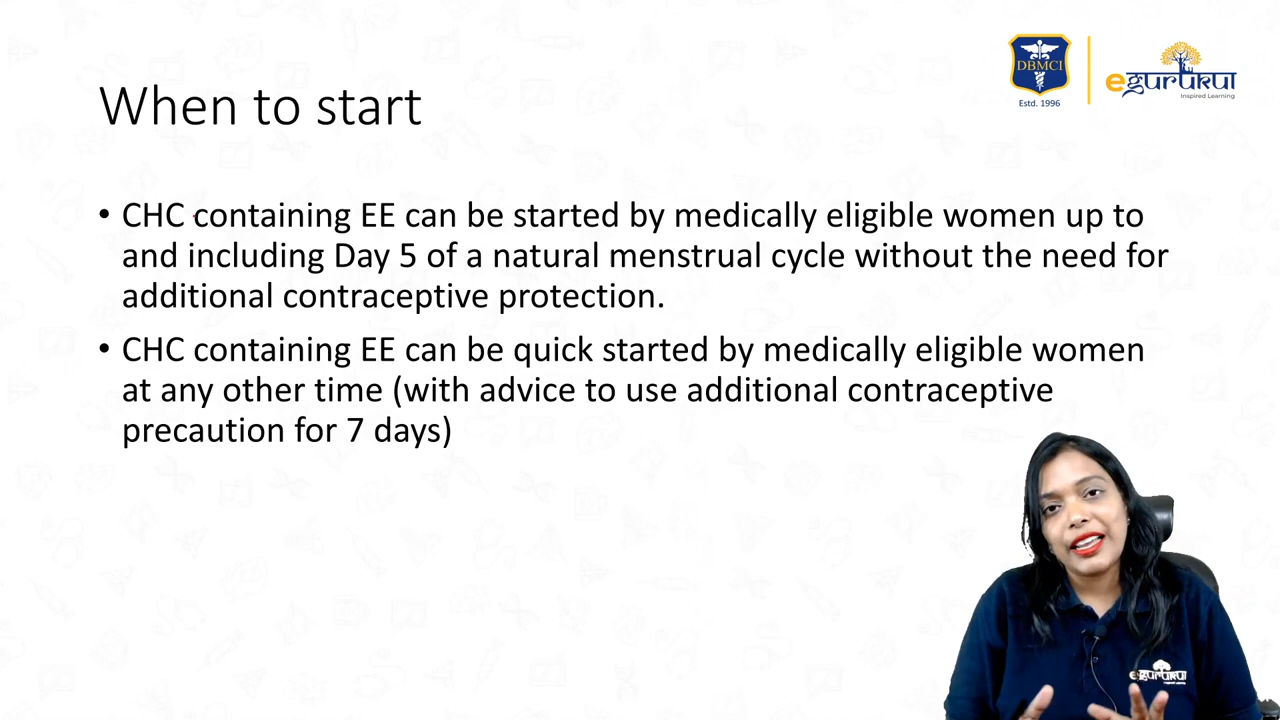 DBMCI
Estd. 1996
egurukul
Inspired Learning
When to start
• CHC containing EE can be started by medically eligible women up to
and including Day 5 of a natural menstrual cycle without the need for
additional contraceptive protection.
• CHC containing EE can be quick started by medically eligible women
at any other time (with advice to use additional contraceptive
precaution for 7 days)
egurukul